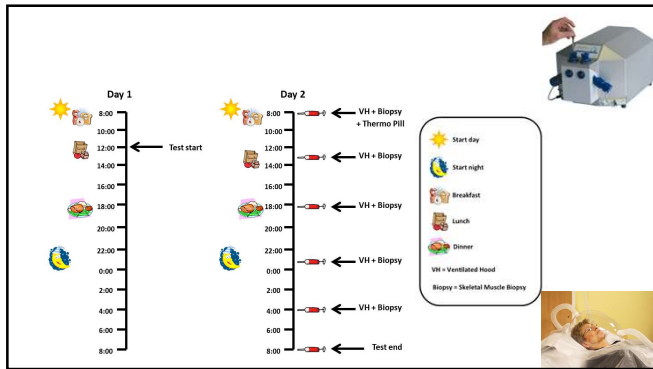 Day 1
8:00
10:00
12:00
Test start
14:00
16:00
18:00
20:00
22:00
0:00
2:00
4:00
6:00
8:00
Day 2
8:00
VH + Biopsy
+ Thermo Pill
10:00
12:00
VH + Biopsy
14:00
16:00
18:00
VH + Biopsy
20:00
22:00
VH + Biopsy
0:00
2:00
4:00
VH + Biopsy
6:00
8:00
Test end
Start day
Start night
Breakfast
Lunch
Dinner
VH = Ventilated Hood
Biopsy = Skeletal Muscle Biopsy